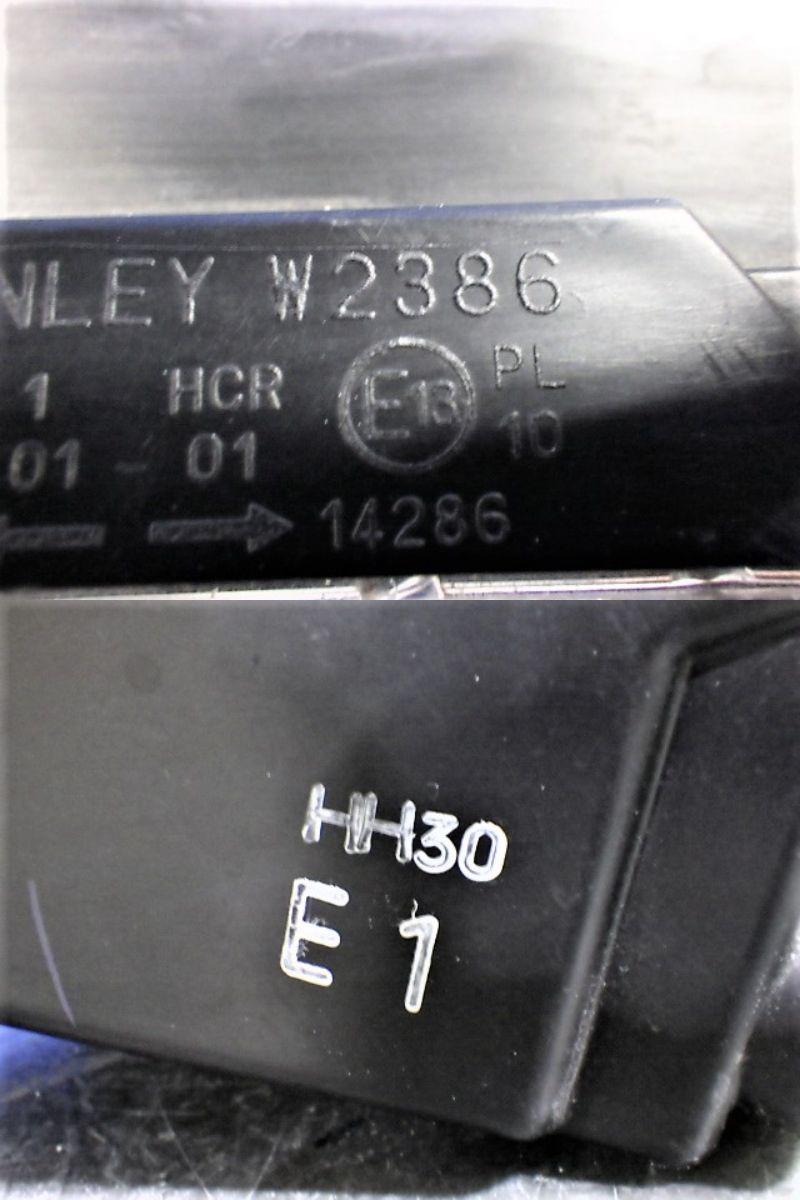 NLEY W2386
1 HCR E13 PL
01 - 01 10
14286
HH30
E 1